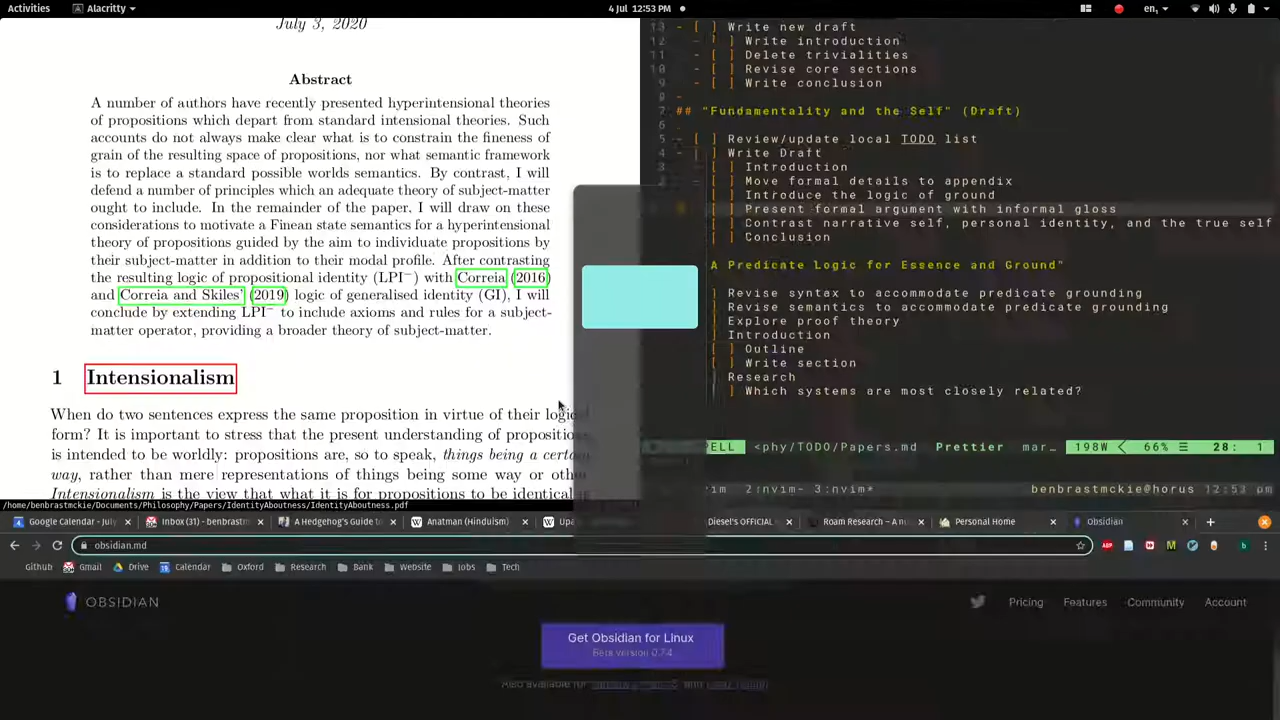 Activities
Alacritty
4 Jul 12:53 PM
en₁
July 3, 2020
Abstract
A number of authors have recently presented hyperintensional theories
of propositions which depart from standard intensional theories. Such
accounts do not always make clear what is to constrain the fineness of
grain of the resulting space of propositions, nor what semantic framework
is to replace a standard possible worlds semantics. By contrast, I will
defend a number of principles which an adequate theory of subject-matter
ought to include. In the remainder of the paper, I will draw on these
considerations to motivate a Finean state semantics for a hyperintensional
theory of propositions guided by the aim to individuate propositions by
their subject-matter in addition to their modal profile. After contrasting
the resulting logic of propositional identity (LPI⁻) with Correia (2016)
and Correia and Skiles' (2019) logic of generalised identity (GI), I will
conclude by extending LPI⁻ to include axioms and rules for a subject-
matter operator, providing a broader theory of subject-matter.
1 Intensionalism
When do two sentences express the same proposition in virtue of their logical
form? It is important to stress that the present understanding of propositions
is intended to be worldly: propositions are, so to speak, things being a certain
way, rather than mere representations of things being some way or other.
Intensionalism is the view that what it is for propositions to be identical is
/home/benbrastmckie/Documents/Philosophy/Papers/IdentityAboutness/IdentityAboutness.pdf
13 - [ ] Write new draft
12 - [ ] Write introduction
11 - [ ] Delete trivialities
10 - [ ] Revise core sections
9 - [ ] Write conclusion
8
7 ## "Fundamentality and the Self" (Draft)
6
5 - [ ] Review/update local TODO list
4 - [ ] Write Draft
3 [ ] Introduction
2 [ ] Move formal details to appendix
[ ] Introduce the logic of ground
[ ] Present formal argument with informal gloss
[ ] Contrast narrative self, personal identity, and the true self
[ ] Conclusion
A Predicate Logic for Essence and Ground"
Revise syntax to accommodate predicate grounding
Revise semantics to accommodate predicate grounding
Explore proof theory
Introduction
[ ] Outline
[ ] Write section
Research
[ ] Which systems are most closely related?
PELL <phy/TODO/Papers.md Prettier mar… 198W 66% ☰ 28: 1
2:nvim- 3:nvim* benbrastmckie@horus 12:53 pm
Google Calendar - July
Inbox (31) - benbrastm
A Hedgehog's Guide to
Anatman (Hinduism)
Diesel's OFFICIAL
Roam Research – A n
Personal Home
Obsidian
obsidian.md
Github
Gmail
Drive
Calendar
Oxford
Research
Bank
Website
Jobs
Tech
OBSIDIAN
Pricing
Features
Community
Account
Get Obsidian for Linux
Beta version 0.7.4
Also available for